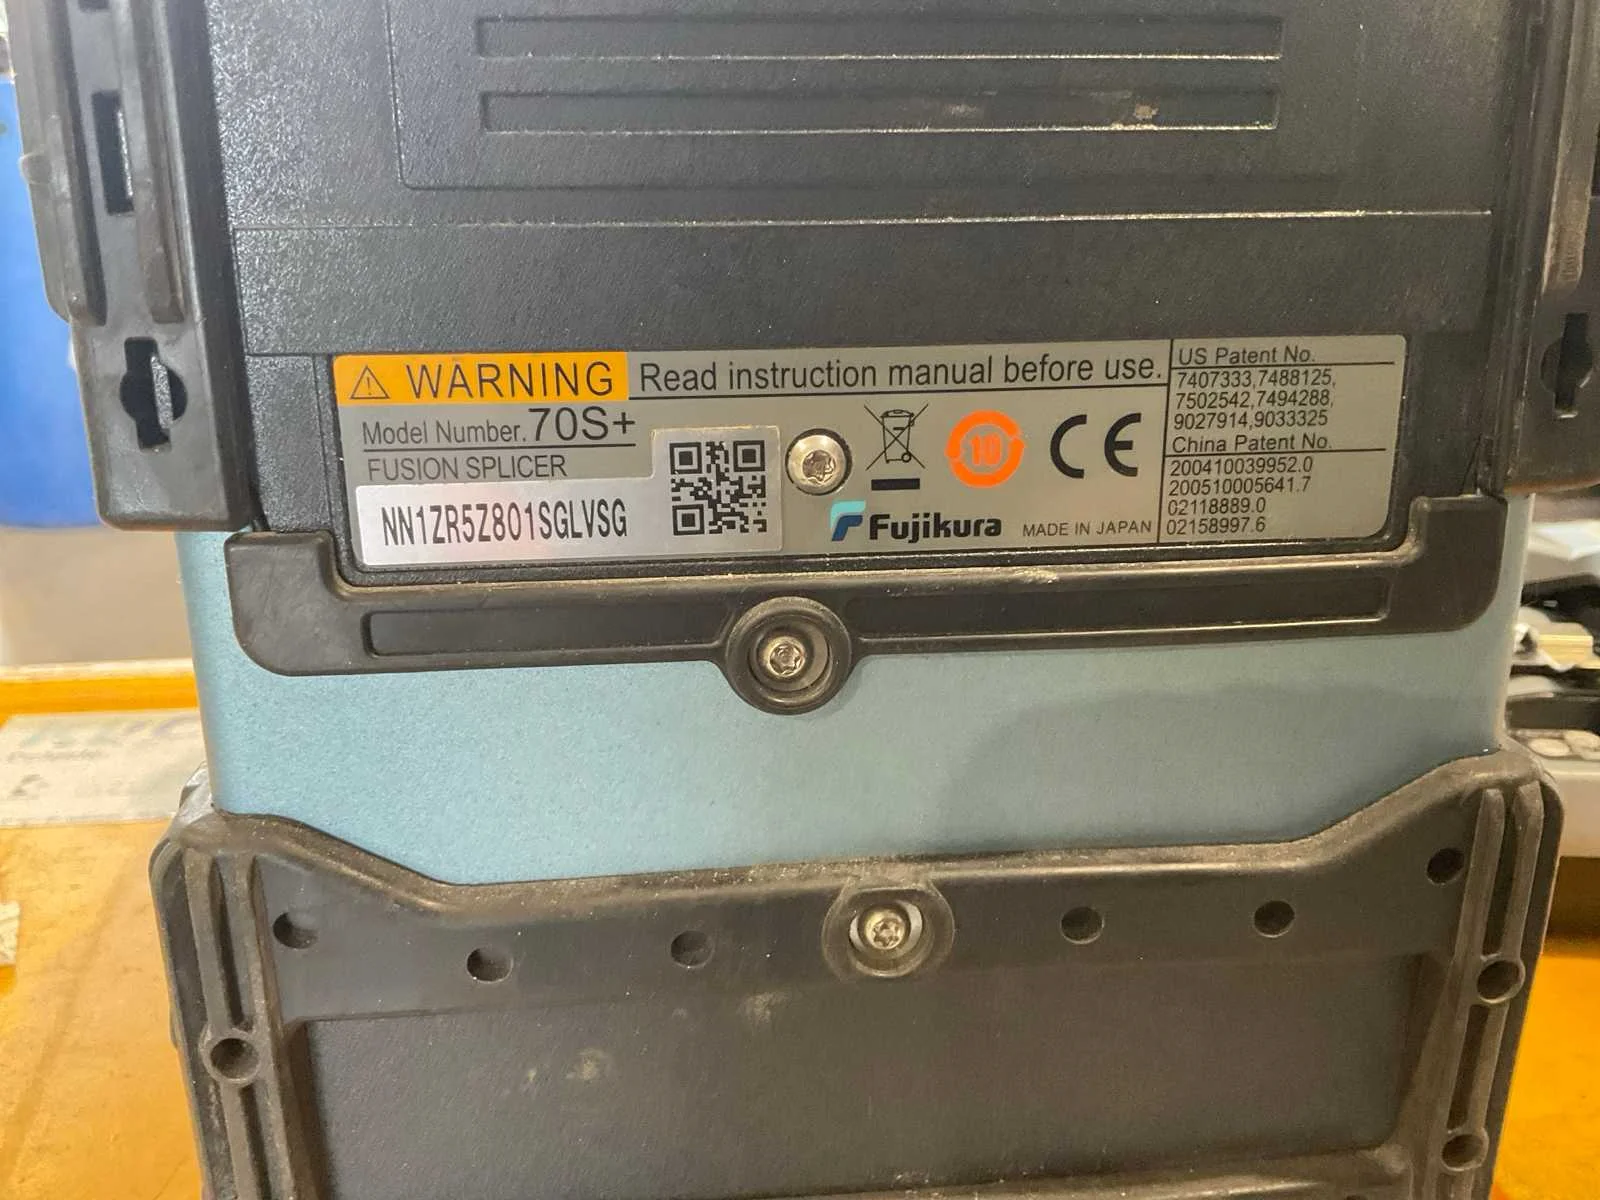 WARNING Read instruction manual before use.
Model Number. 70S+
FUSION SPLICER
NN1ZR5Z801SGLVSG
10
CE
Fujikura MADE IN JAPAN
US Patent No.
7407333,7488125,
7502542,7494288,
9027914,9033325
China Patent No.
200410039952.0
200510005641.7
02118889.0
02158997.6